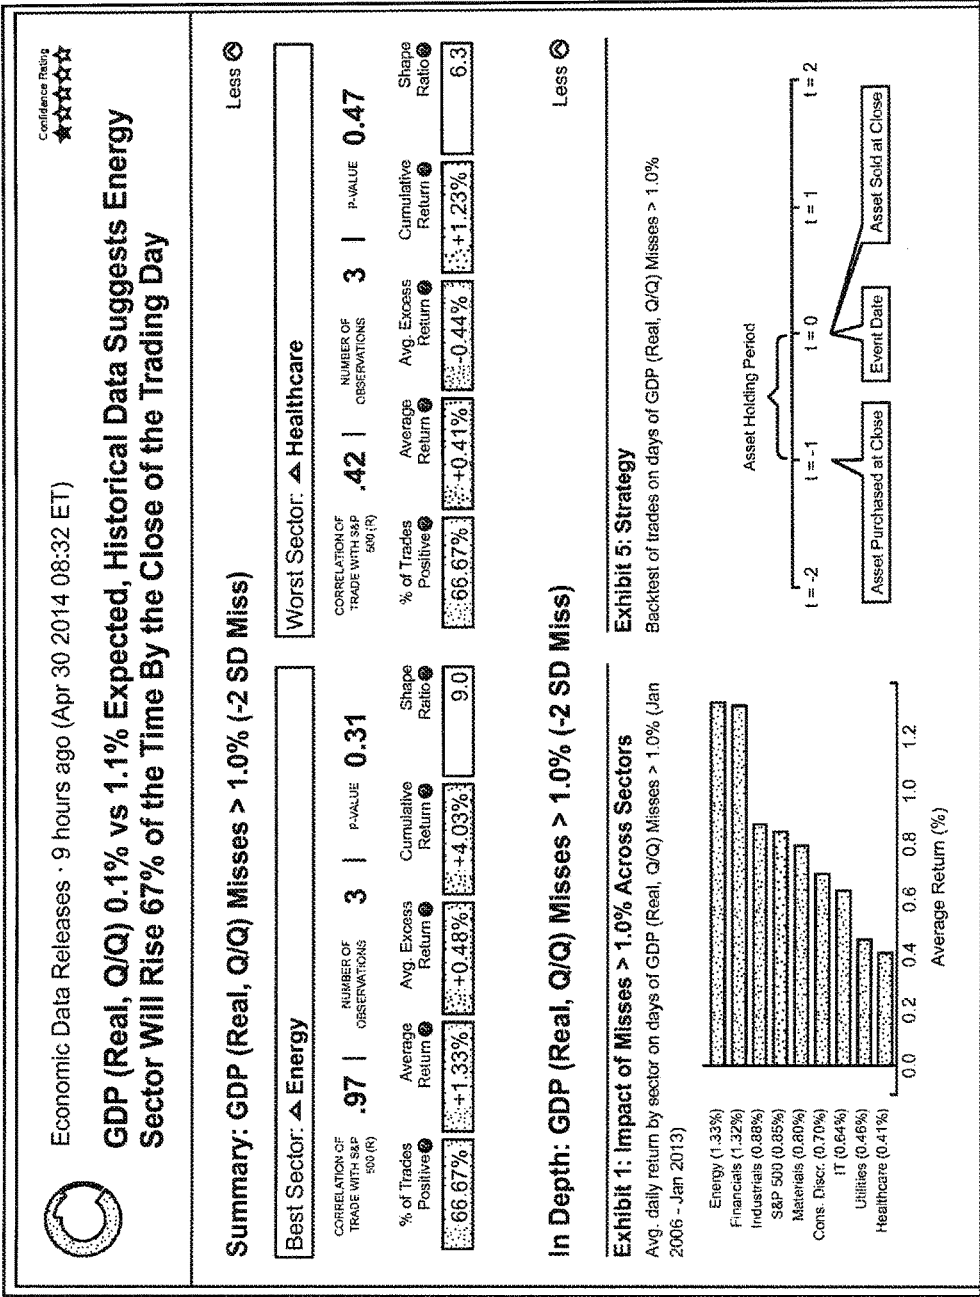 Economic Data Releases · 9 hours ago (Apr 30 2014 08:32 ET)
Confidence Rating
GDP (Real, Q/Q) 0.1% vs 1.1% Expected, Historical Data Suggests Energy
Sector Will Rise 67% of the Time By the Close of the Trading Day
Summary: GDP (Real, Q/Q) Misses > 1.0% (-2 SD Miss)
Less
Best Sector: Energy
CORRELATION OF
TRADE WITH S&P
500 (R)
.97 |
NUMBER OF
OBSERVATIONS
3 |
P-VALUE 0.31
% of Trades
Positive
Average
Return
Avg. Excess
Return
Cumulative
Return
Shape
Ratio
66.67%
+1.33%
+0.48%
+4.03%
9.0
Worst Sector: Healthcare
CORRELATION OF
TRADE WITH S&P
500 (R)
.42 |
NUMBER OF
OBSERVATIONS
3 |
P-VALUE 0.47
% of Trades
Positive
Average
Return
Avg. Excess
Return
Cumulative
Return
Shape
Ratio
66.67%
+0.41%
-0.44%
+1.23%
6.3
In Depth: GDP (Real, Q/Q) Misses > 1.0% (-2 SD Miss)
Less
Exhibit 1: Impact of Misses > 1.0% Across Sectors
Avg. daily return by sector on days of GDP (Real, Q/Q) Misses > 1.0% (Jan
2006 - Jan 2013)
Energy (1.33%)
Financials (1.32%)
Industrials (0.88%)
S&P 500 (0.85%)
Materials (0.80%)
Cons. Discr. (0.70%)
IT (0.64%)
Utilities (0.46%)
Healthcare (0.41%)
0.0 0.2 0.4 0.6 0.8 1.0 1.2
Average Return (%)
Exhibit 5: Strategy
Backtest of trades on days of GDP (Real, Q/Q) Misses > 1.0%
Asset Holding Period
t = -2 t = -1 t = 0 t = 1 t = 2
Asset Purchased at Close
Event Date
Asset Sold at Close